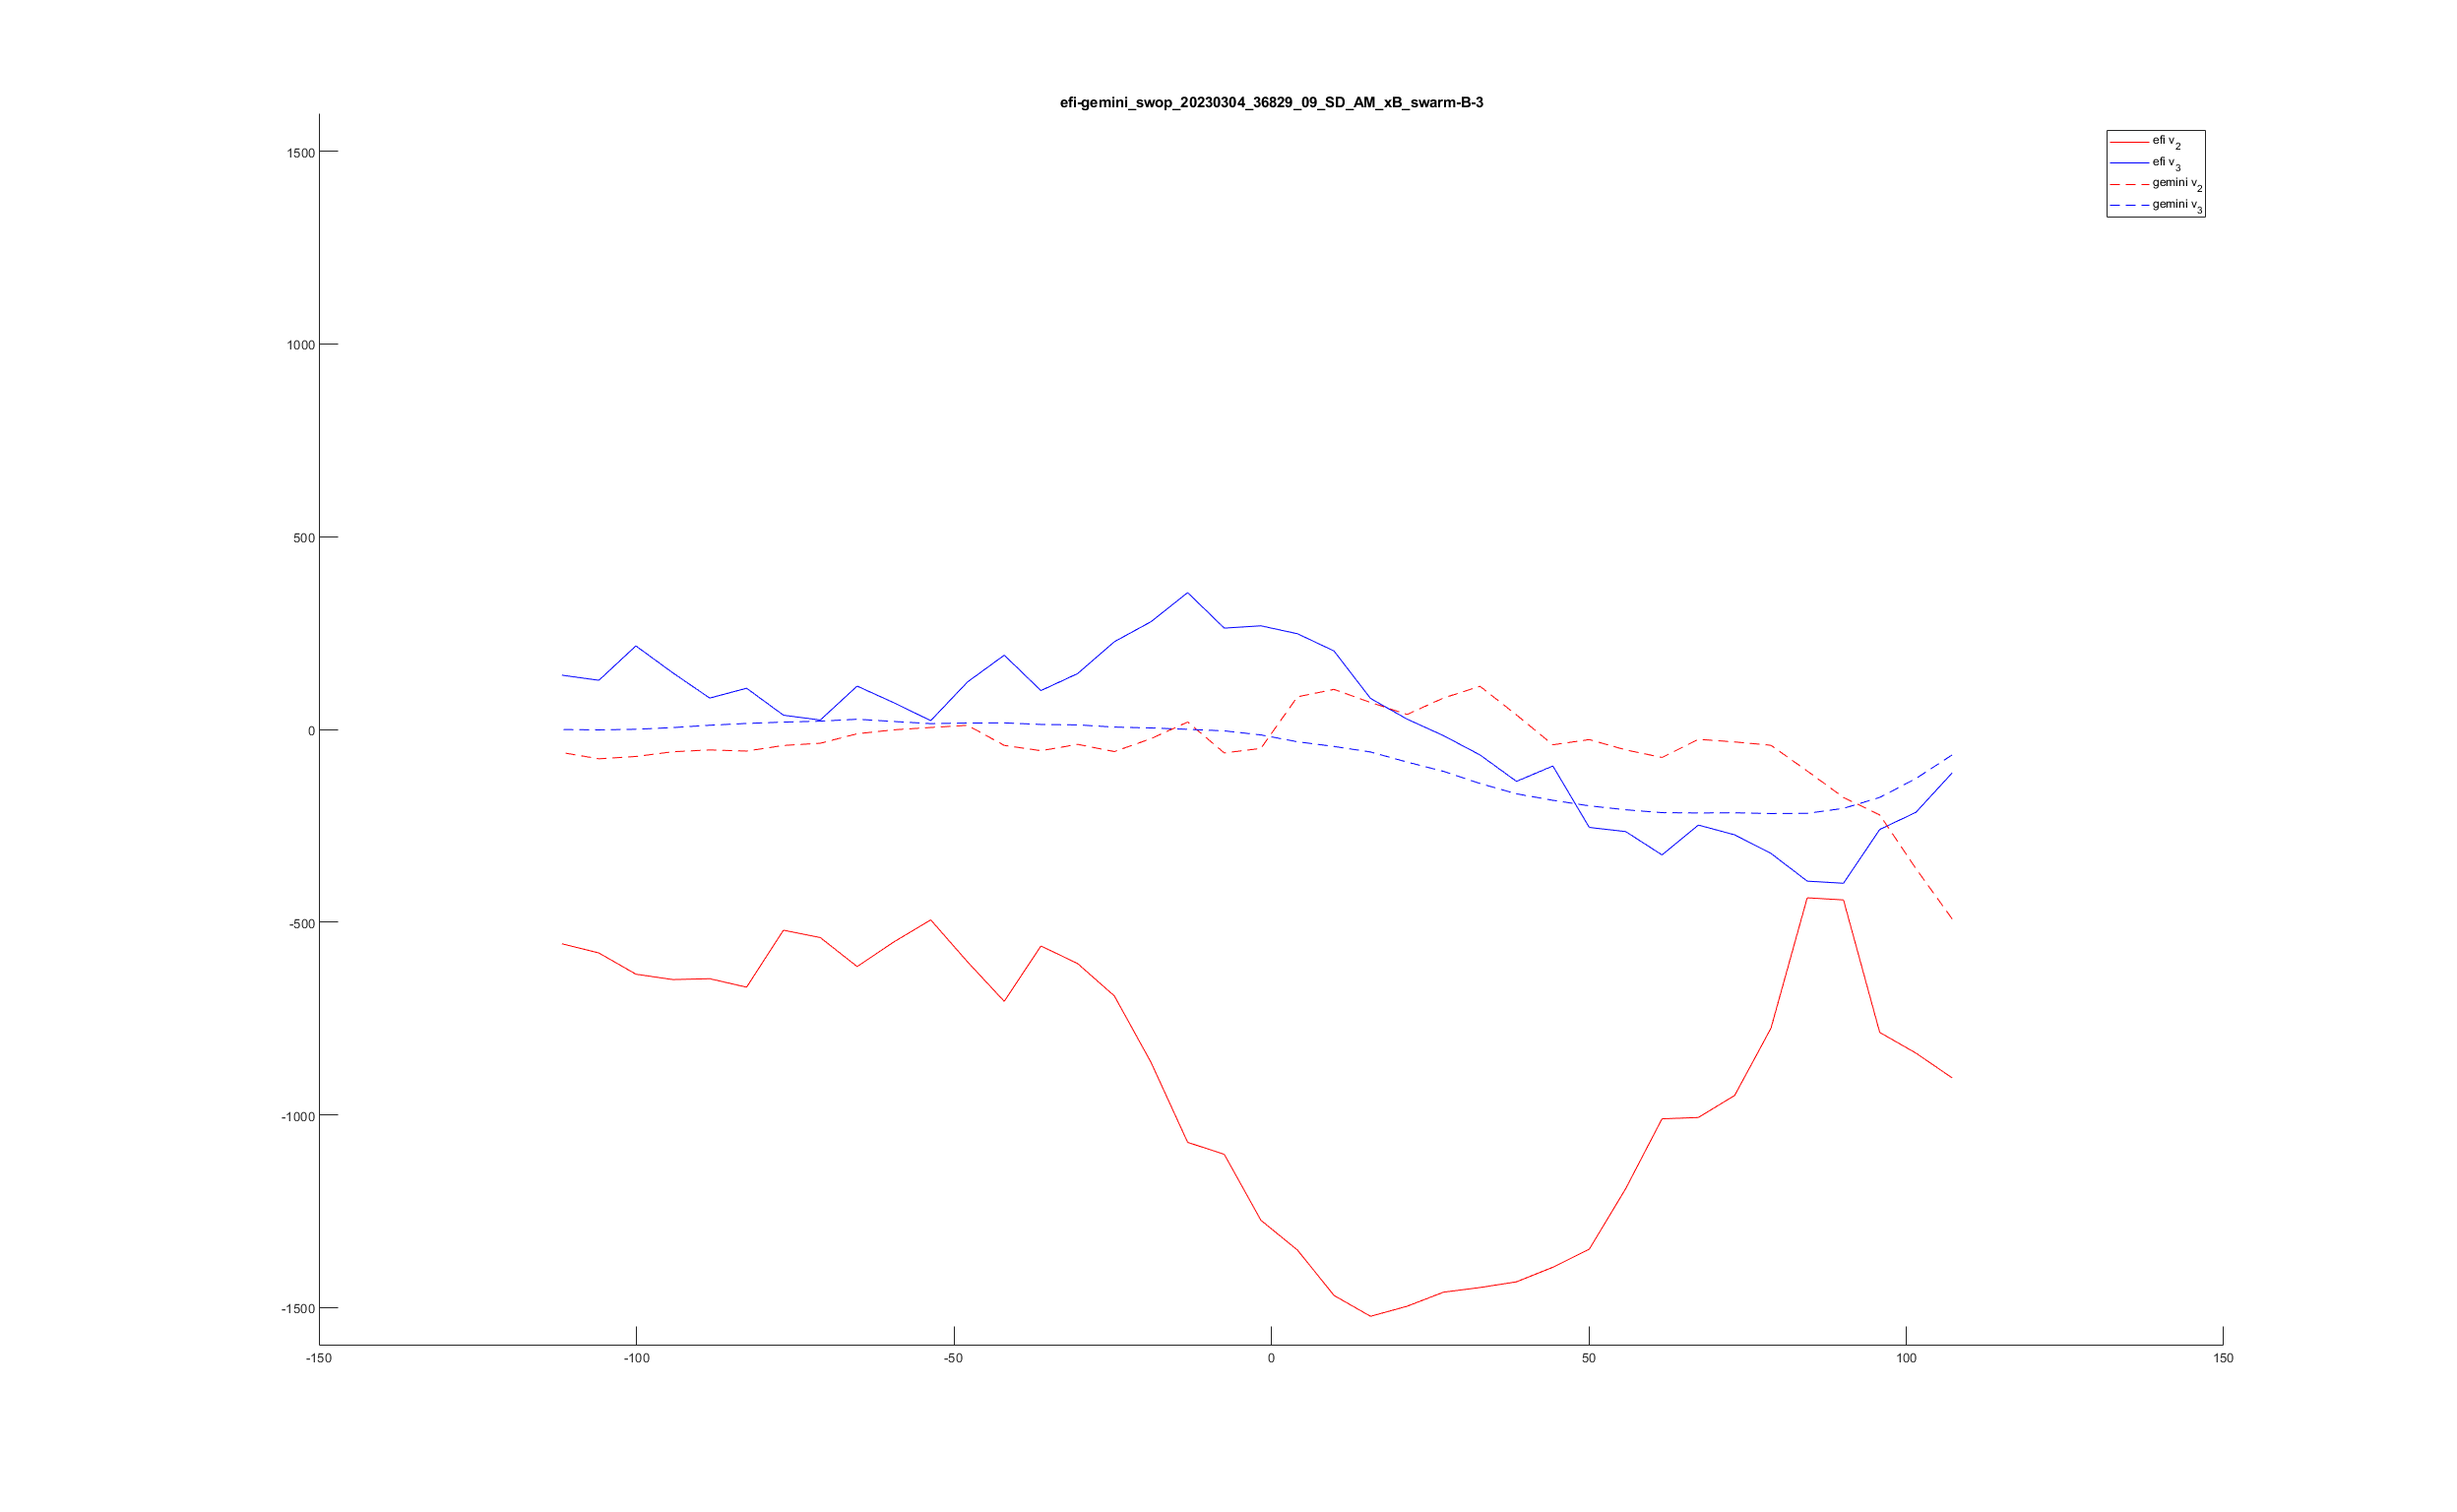 efi-gemini_swop_20230304_36829_09_SD_AM_xB_swarm-B-3
efi v2
efi v3
gemini v2
gemini v3
1500
1000
500
0
-500
-1000
-1500
-150 -100 -50 0 50 100 150